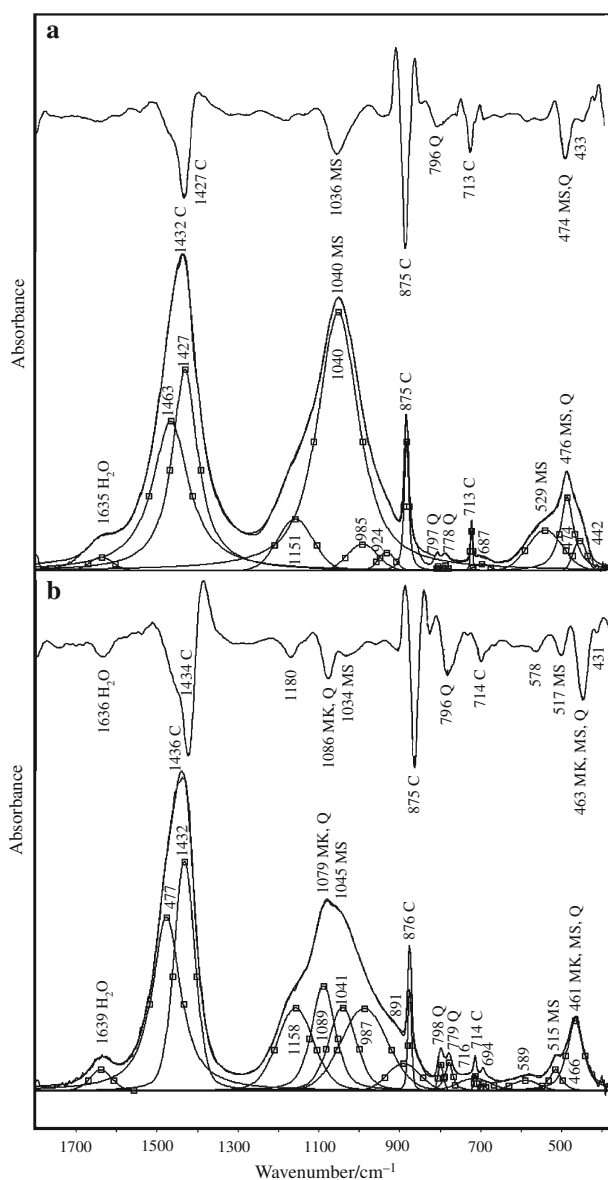 a
1427 C
1036 MS
796 Q
713 C
474 MS,Q
433
875 C
1432 C
1427
1463
1635 H₂O
1040 MS
1040
1151
985
924
875 C
797 Q
778 Q
713 C
687
529 MS
476 MS, Q
474
442
Absorbance
b
1636 H₂O
1434 C
1180
1086 MK, Q
1034 MS
875 C
796 Q
714 C
578
517 MS
463 MK, MS, Q
431
1436 C
1432
477
1639 H₂O
1079 MK, Q
1045 MS
1158
1089
1041
987
891
876 C
798 Q
779 Q
716
714 C
694
589
515 MS
461 MK, MS, Q
466
Absorbance
1700 1500 1300 1100 900 700 500
Wavenumber/cm⁻¹